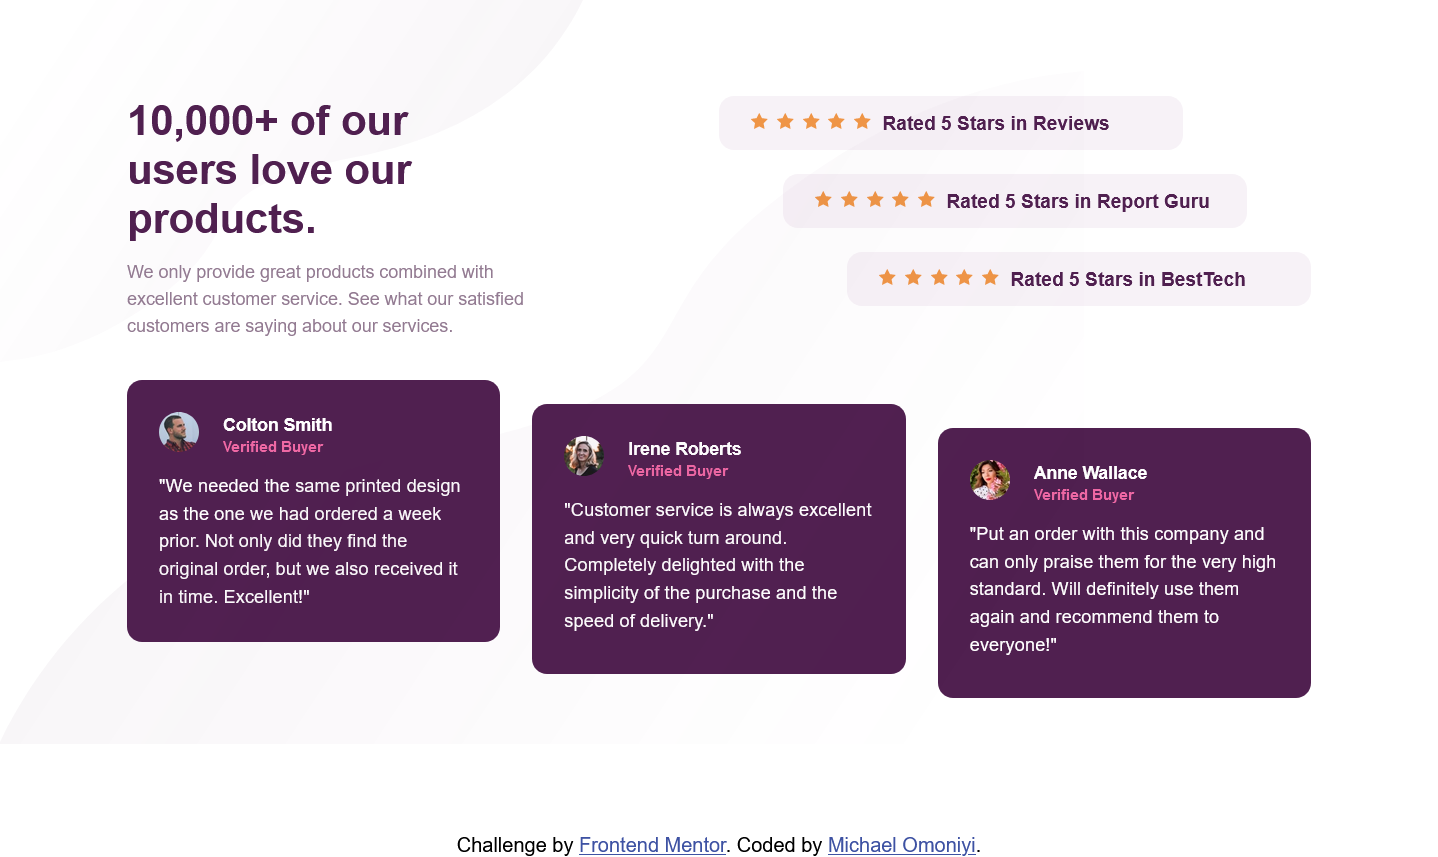 10,000+ of our
users love our
products.
We only provide great products combined with
excellent customer service. See what our satisfied
customers are saying about our services.
Rated 5 Stars in Reviews
Rated 5 Stars in Report Guru
Rated 5 Stars in BestTech
Colton Smith
Verified Buyer
"We needed the same printed design
as the one we had ordered a week
prior. Not only did they find the
original order, but we also received it
in time. Excellent!"
Irene Roberts
Verified Buyer
"Customer service is always excellent
and very quick turn around.
Completely delighted with the
simplicity of the purchase and the
speed of delivery."
Anne Wallace
Verified Buyer
"Put an order with this company and
can only praise them for the very high
standard. Will definitely use them
again and recommend them to
everyone!"
Challenge by Frontend Mentor. Coded by Michael Omoniyi.